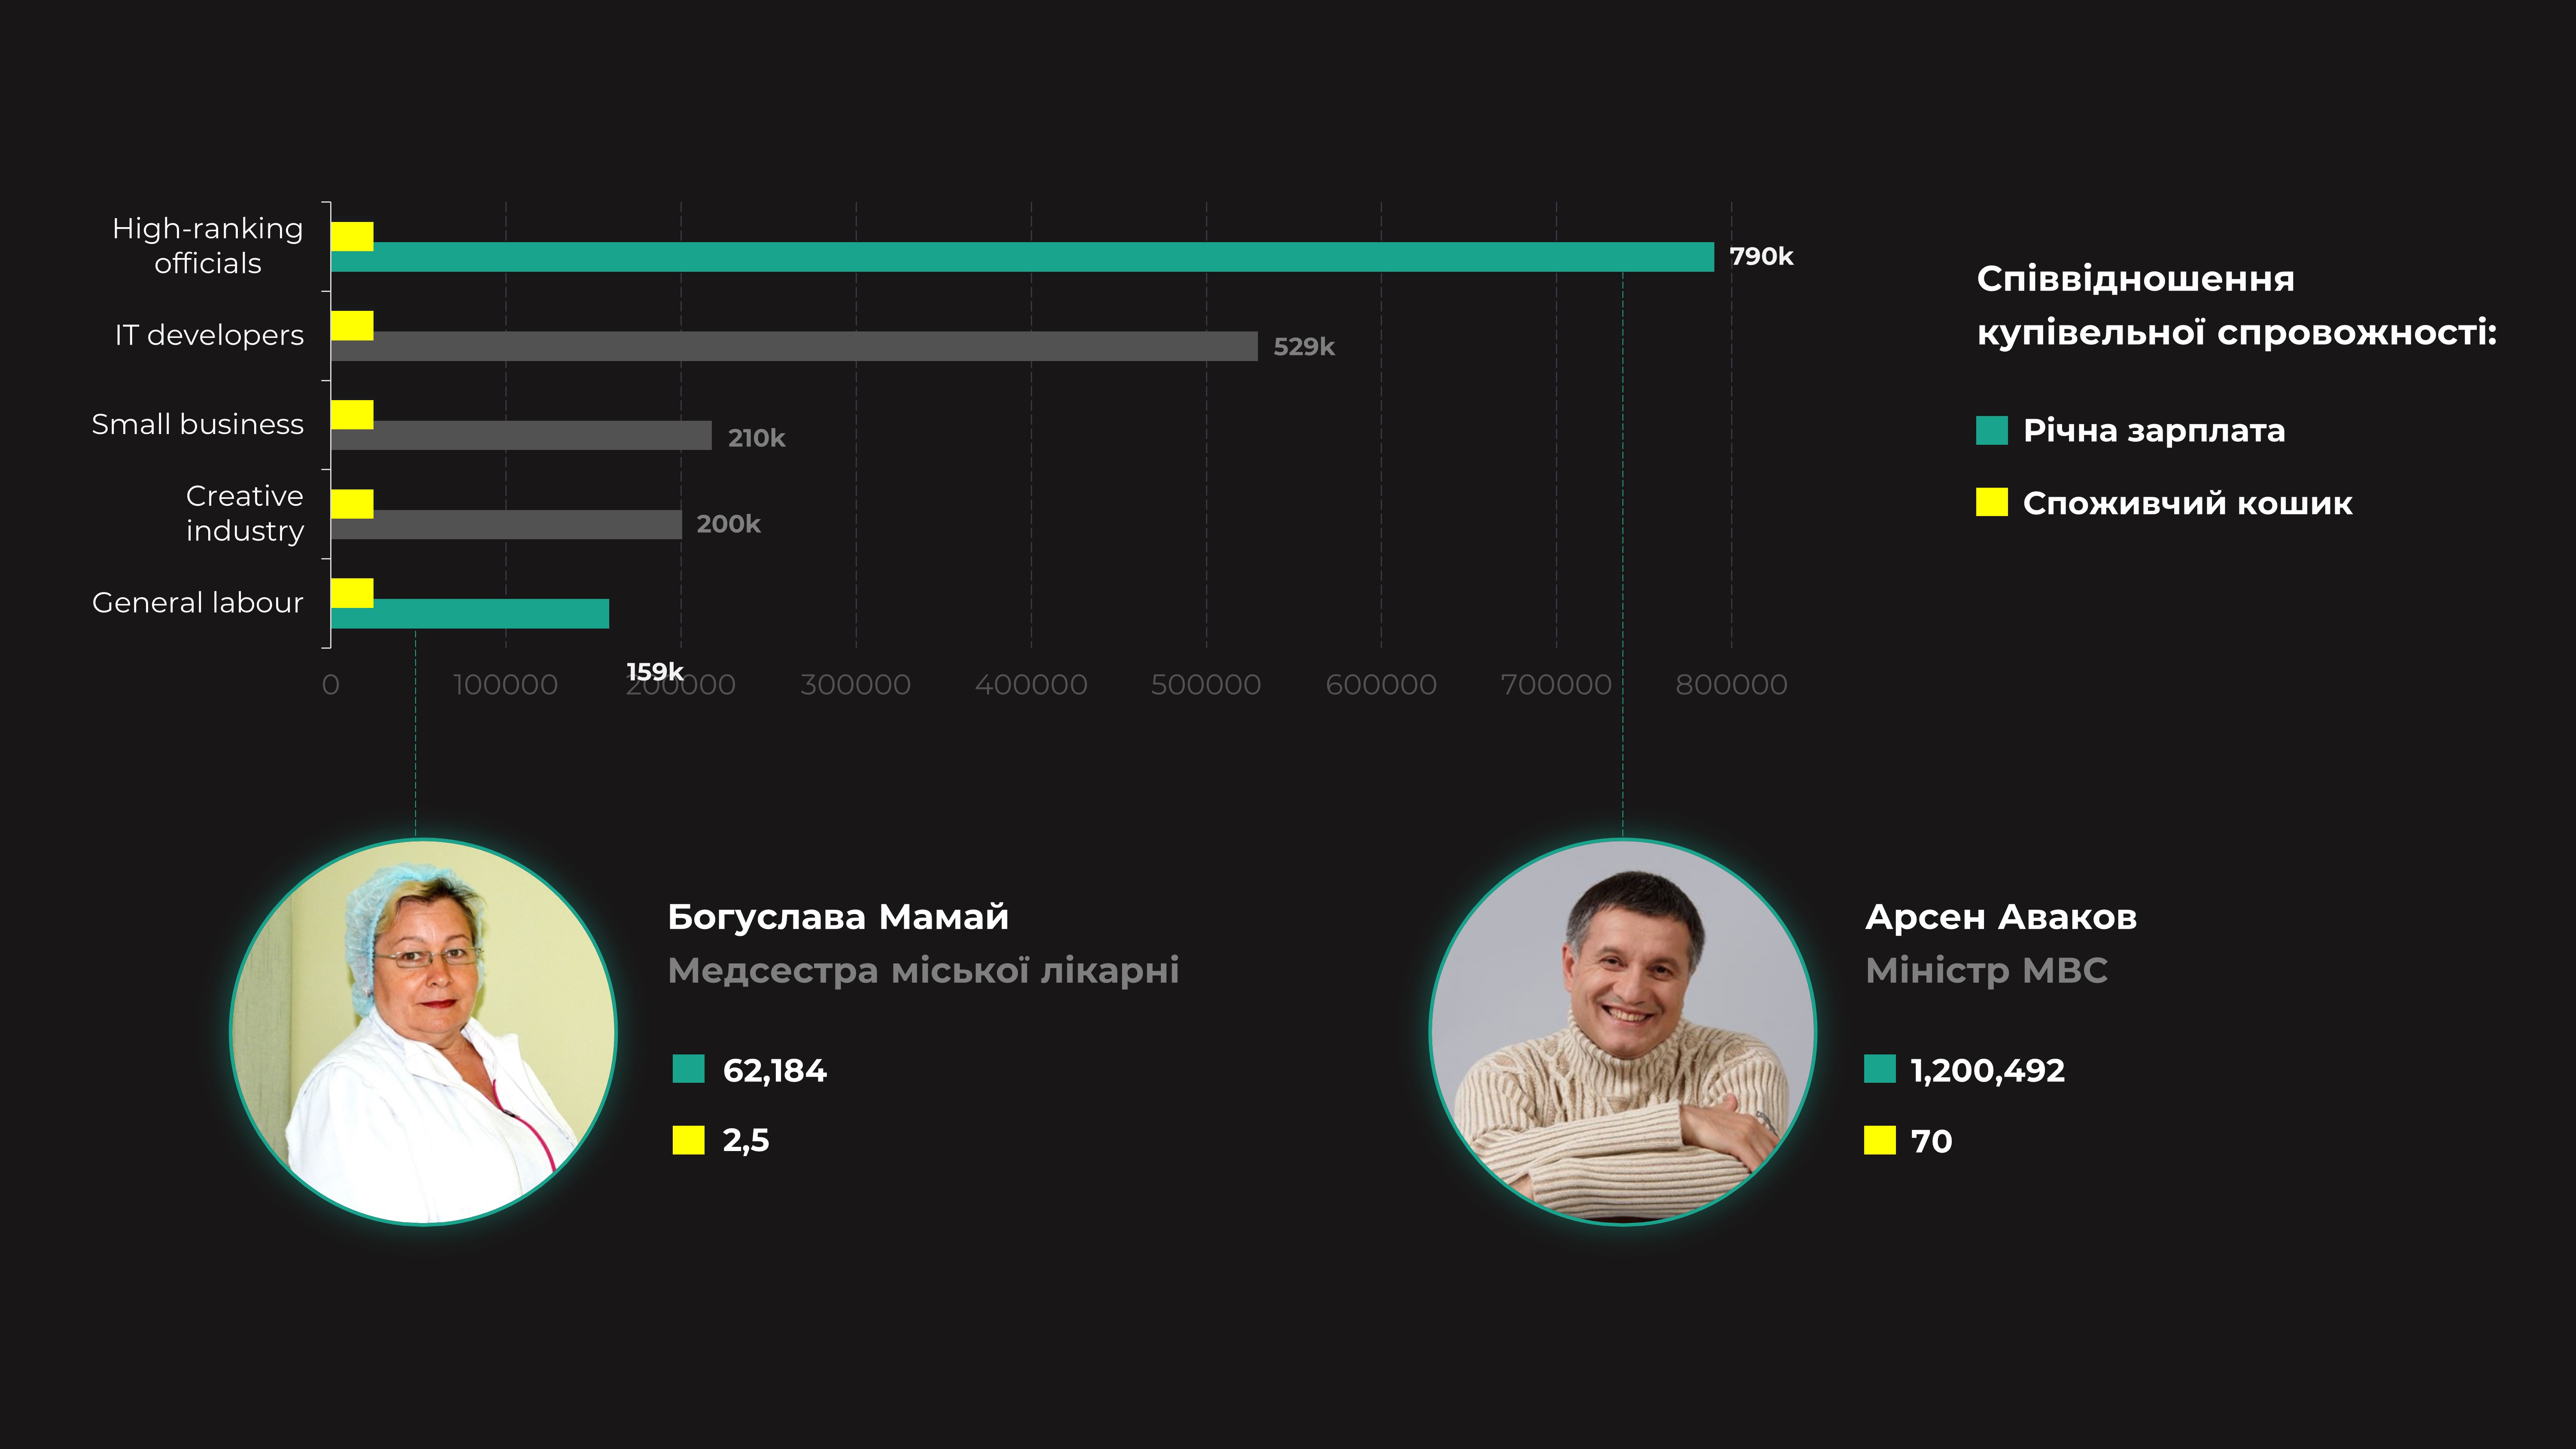 High-ranking
officials
790k
IT developers
529k
Small business
210k
Creative
industry
200k
General labour
159k
0 100000 200000 300000 400000 500000 600000 700000 800000
Співвідношення
купівельної спровожності:
Річна зарплата
Споживчий кошик
Богуслава Мамай
Медсестра міської лікарні
62,184
2,5
Арсен Аваков
Міністр МВС
1,200,492
70